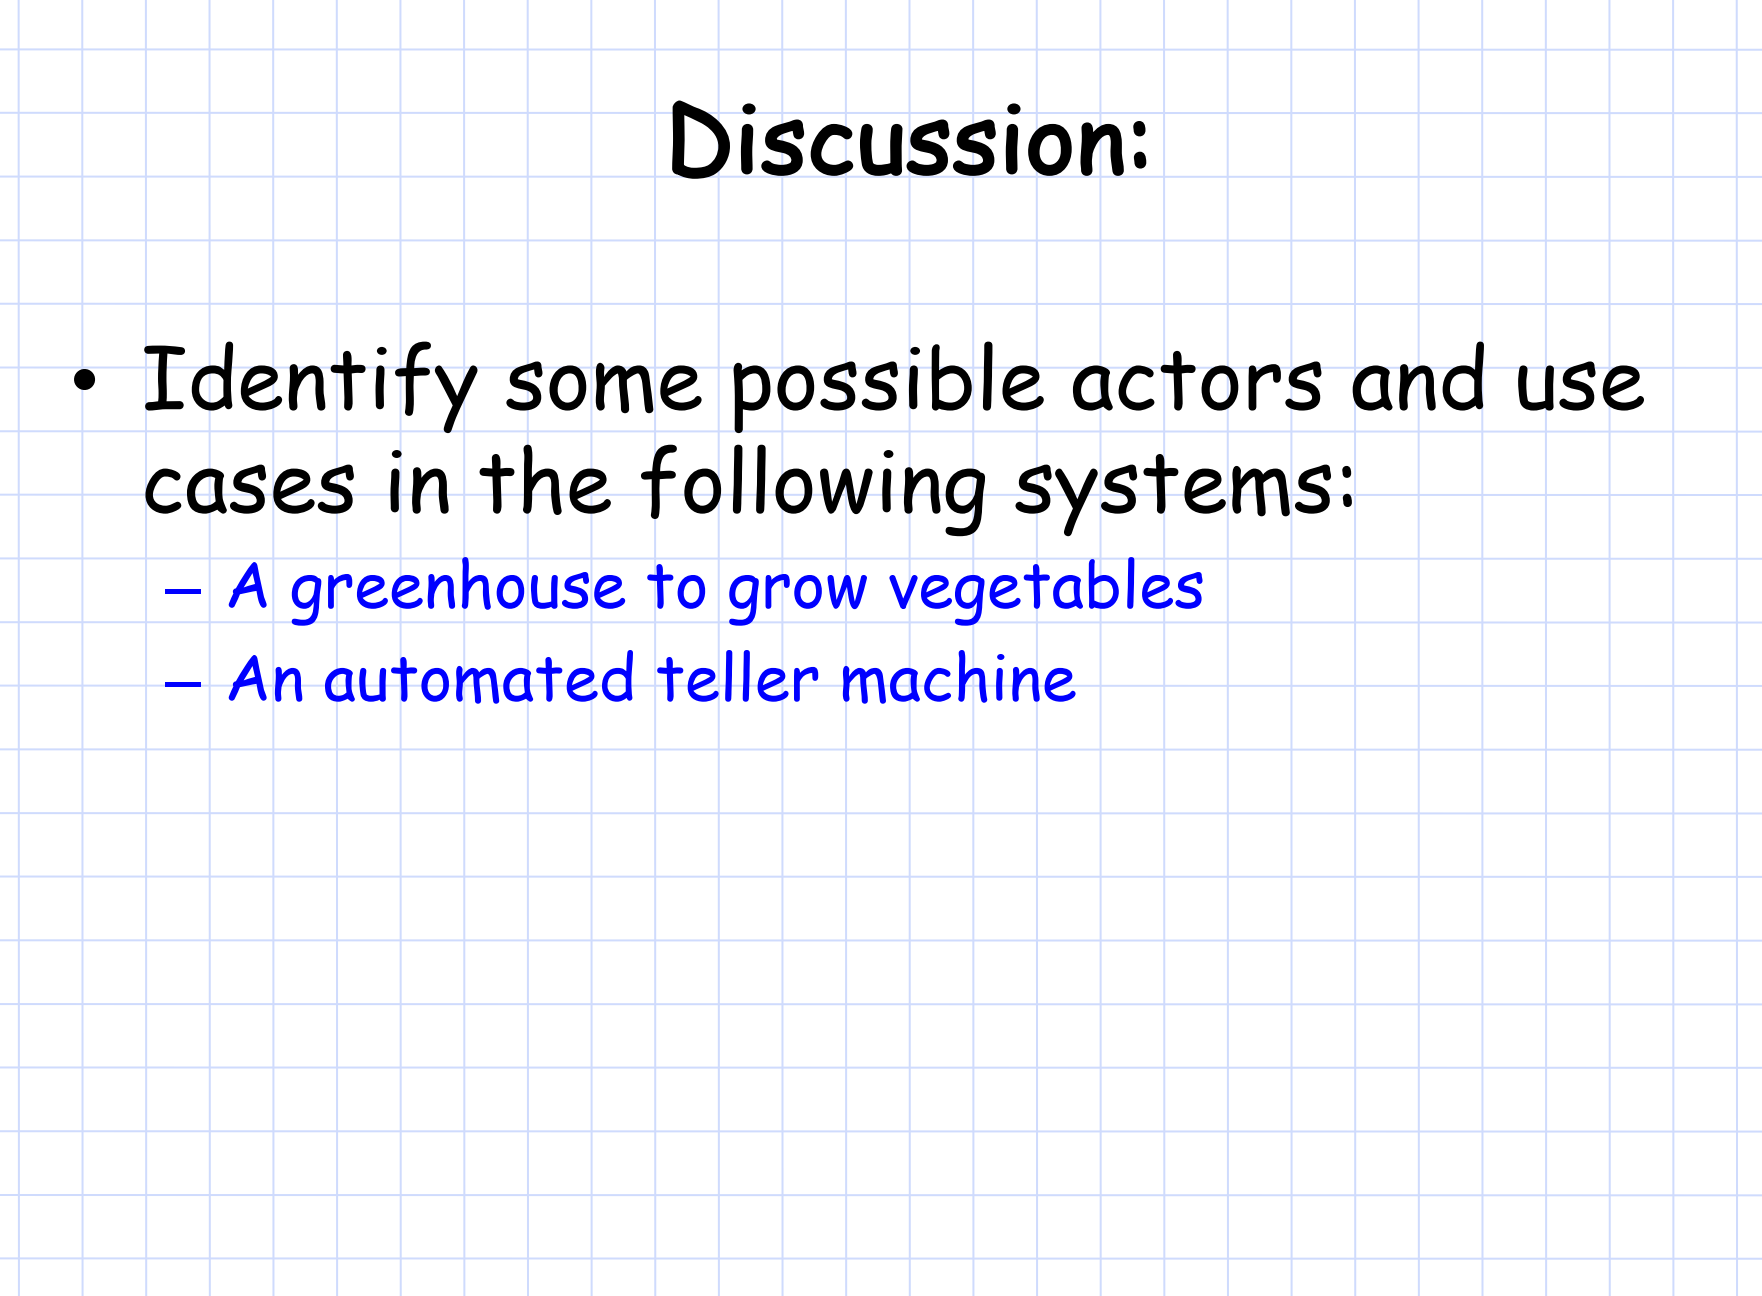 Discussion:
• Identify some possible actors and use
cases in the following systems:
– A greenhouse to grow vegetables
– An automated teller machine